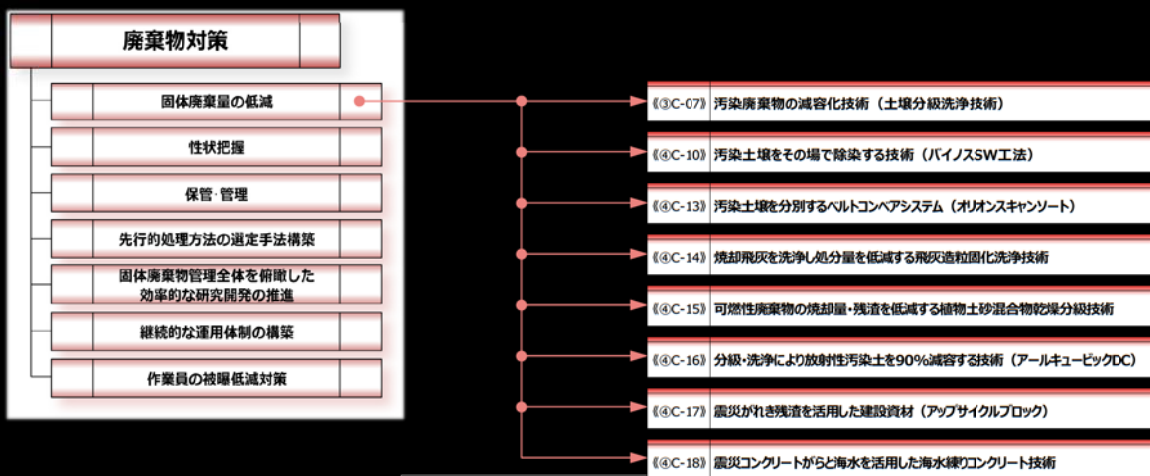 廃棄物対策
固体廃棄量の低減
性状把握
保管･管理
先行的処理方法の選定手法構築
固体廃棄物管理全体を俯瞰した
効率的な研究開発の推進
継続的な運用体制の構築
作業員の被曝低減対策
《③C-07》 汚染廃棄物の減容化技術（土壌分級洗浄技術）
《④C-10》 汚染土壌をその場で除染する技術（バイノスSW工法）
《④C-13》 汚染土壌を分別するベルトコンベアシステム（オリオンスキャンソート）
《④C-14》 焼却飛灰を洗浄し処分量を低減する飛灰造粒固化洗浄技術
《④C-15》 可燃性廃棄物の焼却量・残渣を低減する植物土砂混合物乾燥分級技術
《④C-16》 分級・洗浄により放射性汚染土を90%減容する技術（アールキュービックDC）
《④C-17》 震災がれき残渣を活用した建設資材（アップサイクルブロック）
《④C-18》 震災コンクリートがらと海水を活用した海水練りコンクリート技術